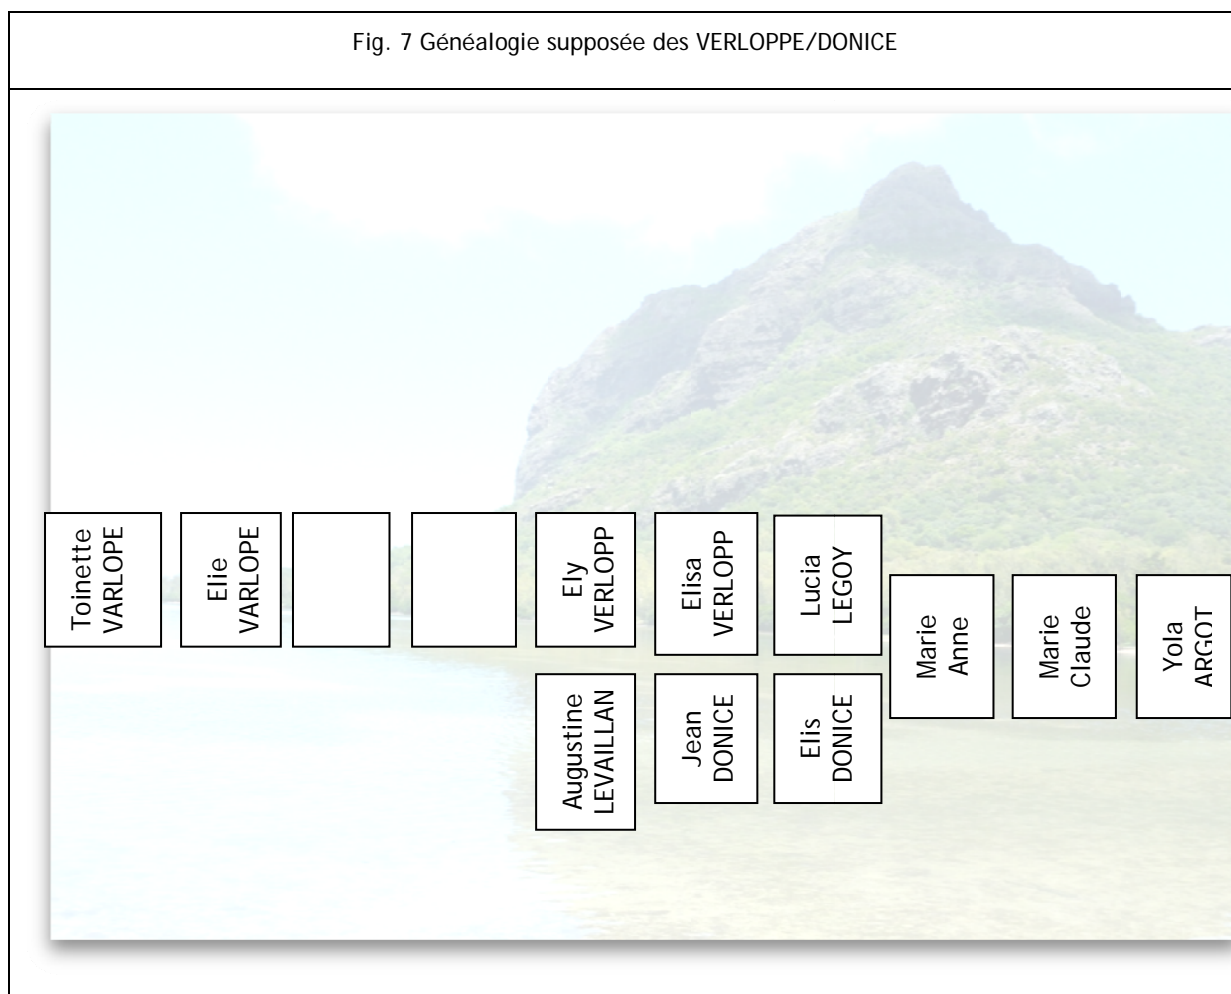 Fig. 7 Généalogie supposée des VERLOPPE/DONICE
Toinette
VARLOPE
Elie
VARLOPE
Ely
VERLOPP
Elisa
VERLOPP
Lucia
LEGOY
Marie
Anne
Marie
Claude
Yola
ARGOT
Augustine
LEVAILLAN
Jean
DONICE
Elis
DONICE